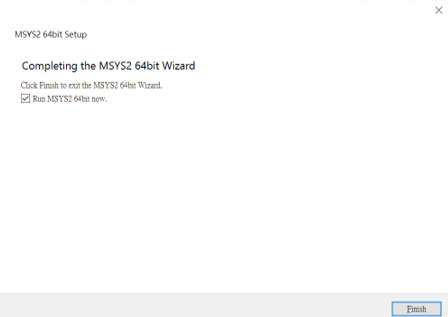 MSYS2 64bit Setup
Completing the MSYS2 64bit Wizard
Click Finish to exit the MSYS2 64bit Wizard.
Run MSYS2 64bit now.
Finish